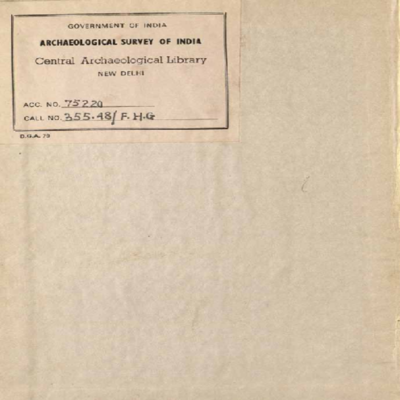 GOVERNMENT OF INDIA
ARCHAEOLOGICAL SURVEY OF INDIA
Central Archaeological Library
NEW DELHI
ACC. NO. 75220
CALL NO. 355.48/F.H.G
D.G.A. 79